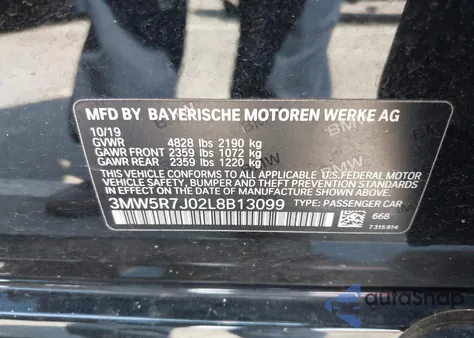 MFD BY BAYERISCHE MOTOREN WERKE AG
10/19
GVWR 4828 lbs 2190 kg
GAWR FRONT 2359 lbs 1072 kg
GAWR REAR 2359 lbs 1220 kg
THIS VEHICLE CONFORMS TO ALL APPLICABLE U.S.FEDERAL MOTOR
VEHICLE SAFETY, BUMPER, AND THEFT PREVENTION STANDARDS
IN EFFECT ON THE DATE OF MANUFACTURE SHOWN ABOVE.
3MW5R7J02L8B13099 TYPE: PASSENGER CAR
668
7 315 814
autoSnap